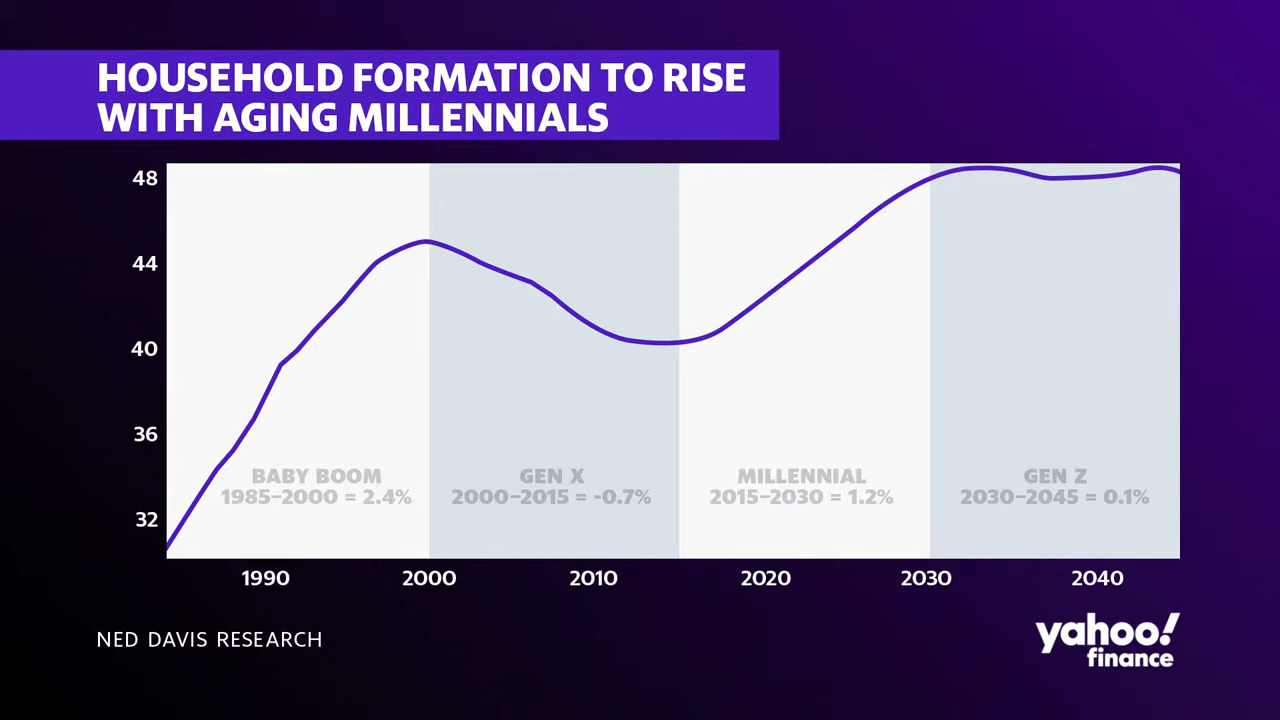 HOUSEHOLD FORMATION TO RISE
WITH AGING MILLENNIALS
48
44
40
36
32
BABY BOOM
1985–2000 = 2.4%
GEN X
2000–2015 = -0.7%
MILLENNIAL
2015–2030 = 1.2%
GEN Z
2030–2045 = 0.1%
1990
2000
2010
2020
2030
2040
NED DAVIS RESEARCH
yahoo!
finance